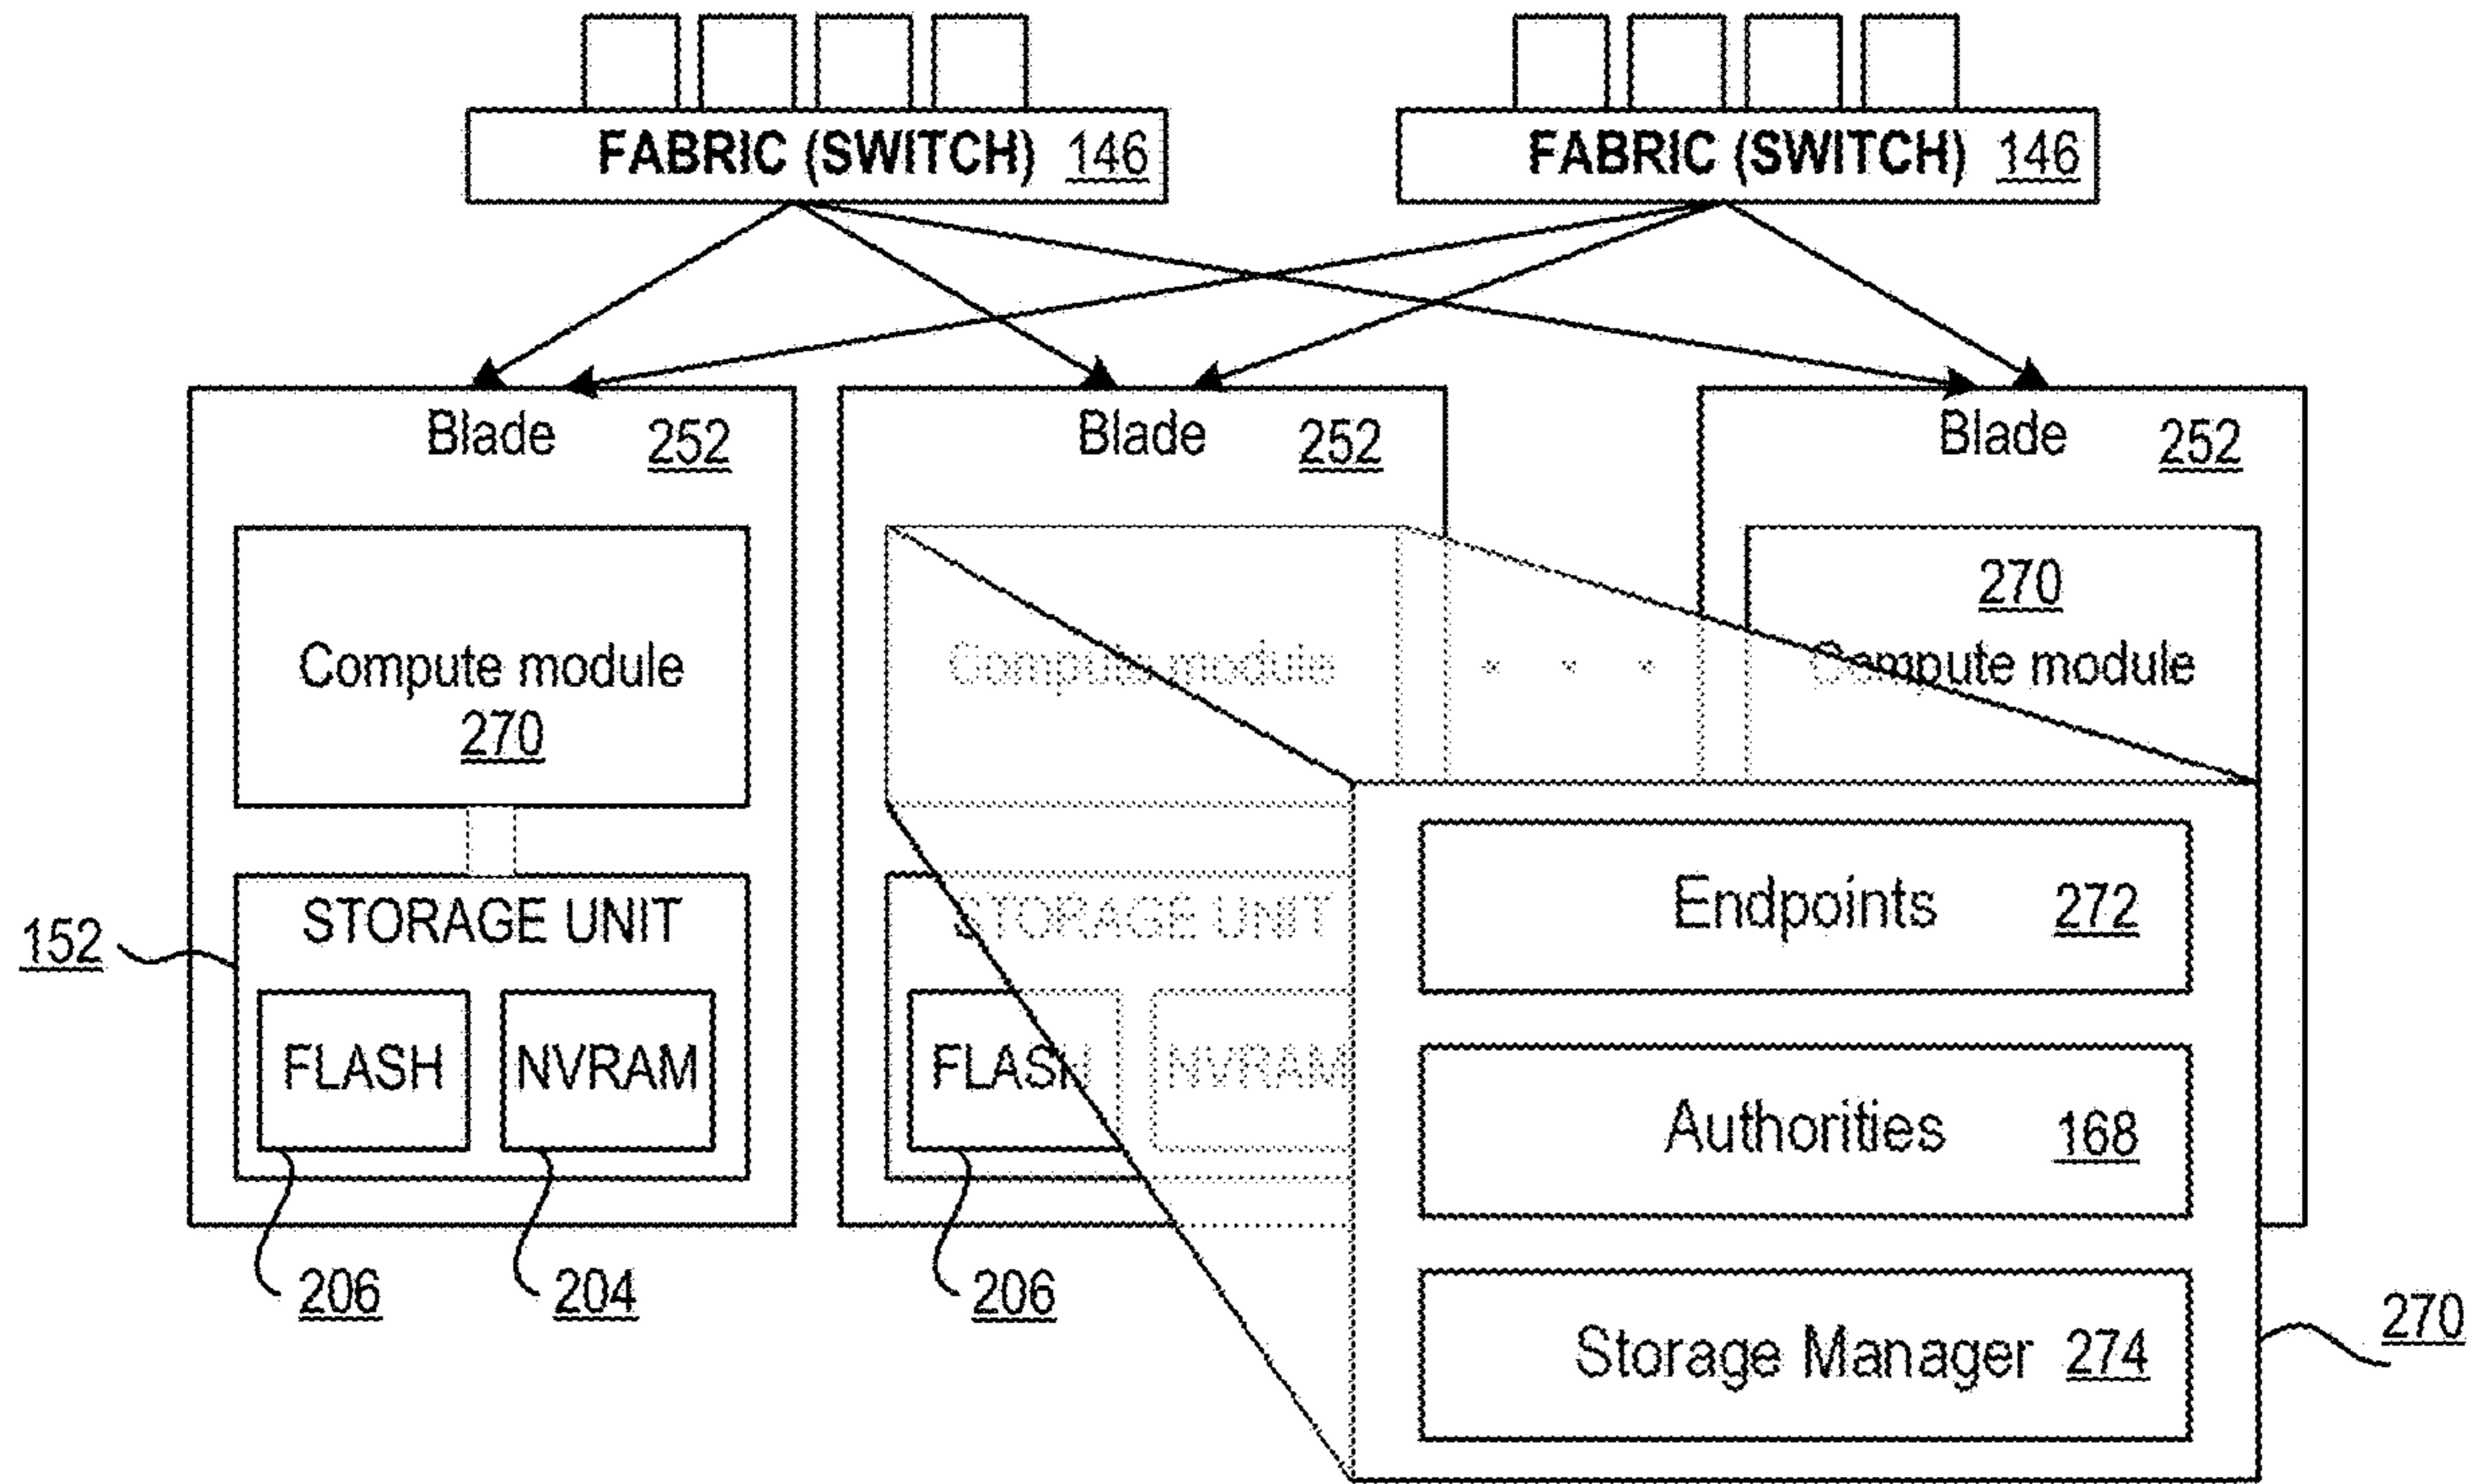 FABRIC (SWITCH) 146
FABRIC (SWITCH) 146
Blade 252
Blade 252
Blade 252
Compute module
270
Compute module
270
Compute module
152
STORAGE UNIT
FLASH
NVRAM
206
204
STORAGE UNIT
FLASH
NVRAM
206
Endpoints 272
Authorities 168
Storage Manager 274
270